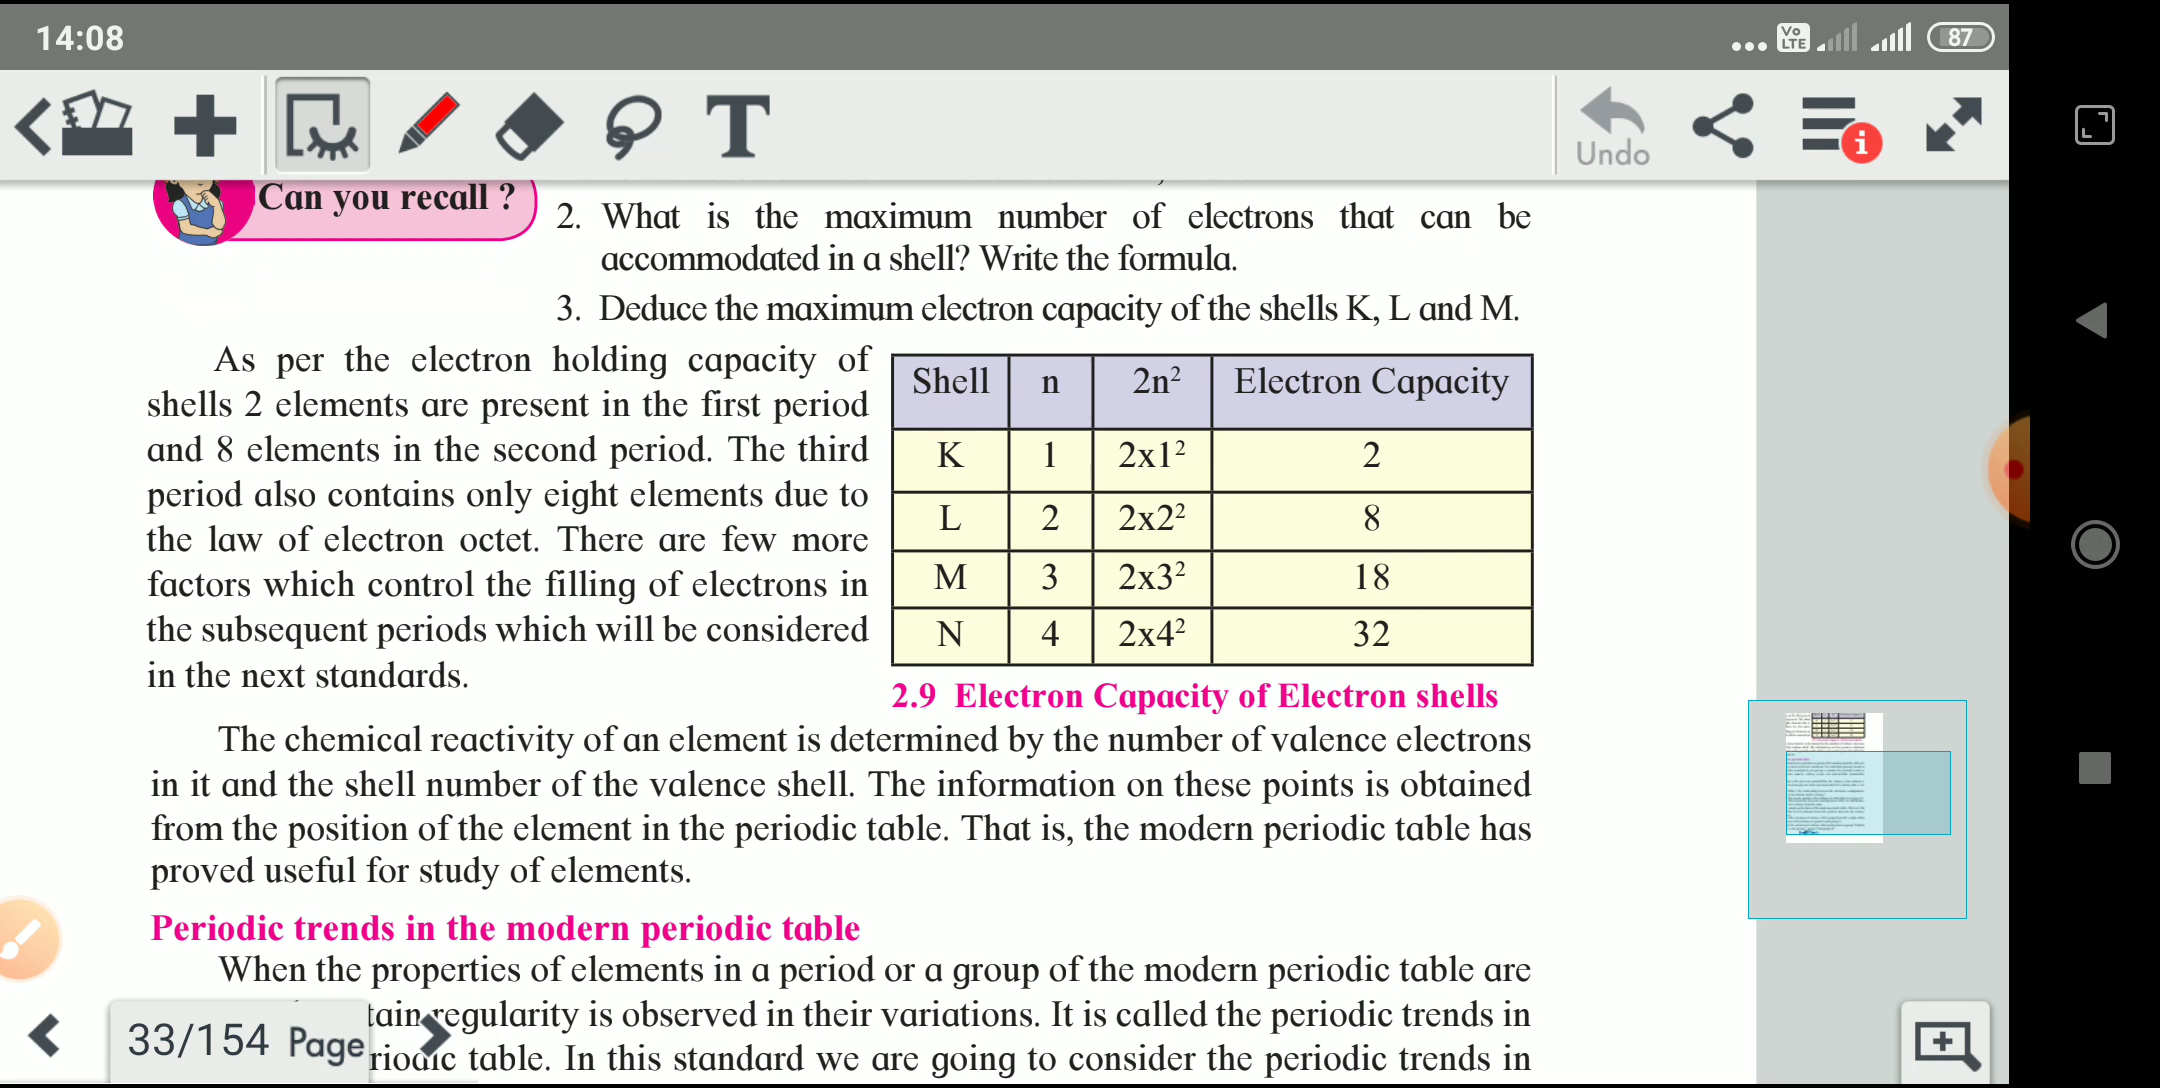 14:08
Vo LTE
87
T
Undo
i
Can you recall ?
2. What is the maximum number of electrons that can be
accommodated in a shell? Write the formula.
3. Deduce the maximum electron capacity of the shells K, L and M.
As per the electron holding capacity of
shells 2 elements are present in the first period
and 8 elements in the second period. The third
period also contains only eight elements due to
the law of electron octet. There are few more
factors which control the filling of electrons in
the subsequent periods which will be considered
in the next standards.
Shell n 2n² Electron Capacity
K 1 2x1² 2
L 2 2x2² 8
M 3 2x3² 18
N 4 2x4² 32
2.9 Electron Capacity of Electron shells
The chemical reactivity of an element is determined by the number of valence electrons
in it and the shell number of the valence shell. The information on these points is obtained
from the position of the element in the periodic table. That is, the modern periodic table has
proved useful for study of elements.
Periodic trends in the modern periodic table
When the properties of elements in a period or a group of the modern periodic table are
regularity is observed in their variations. It is called the periodic trends in
table. In this standard we are going to consider the periodic trends in
33/154 Page